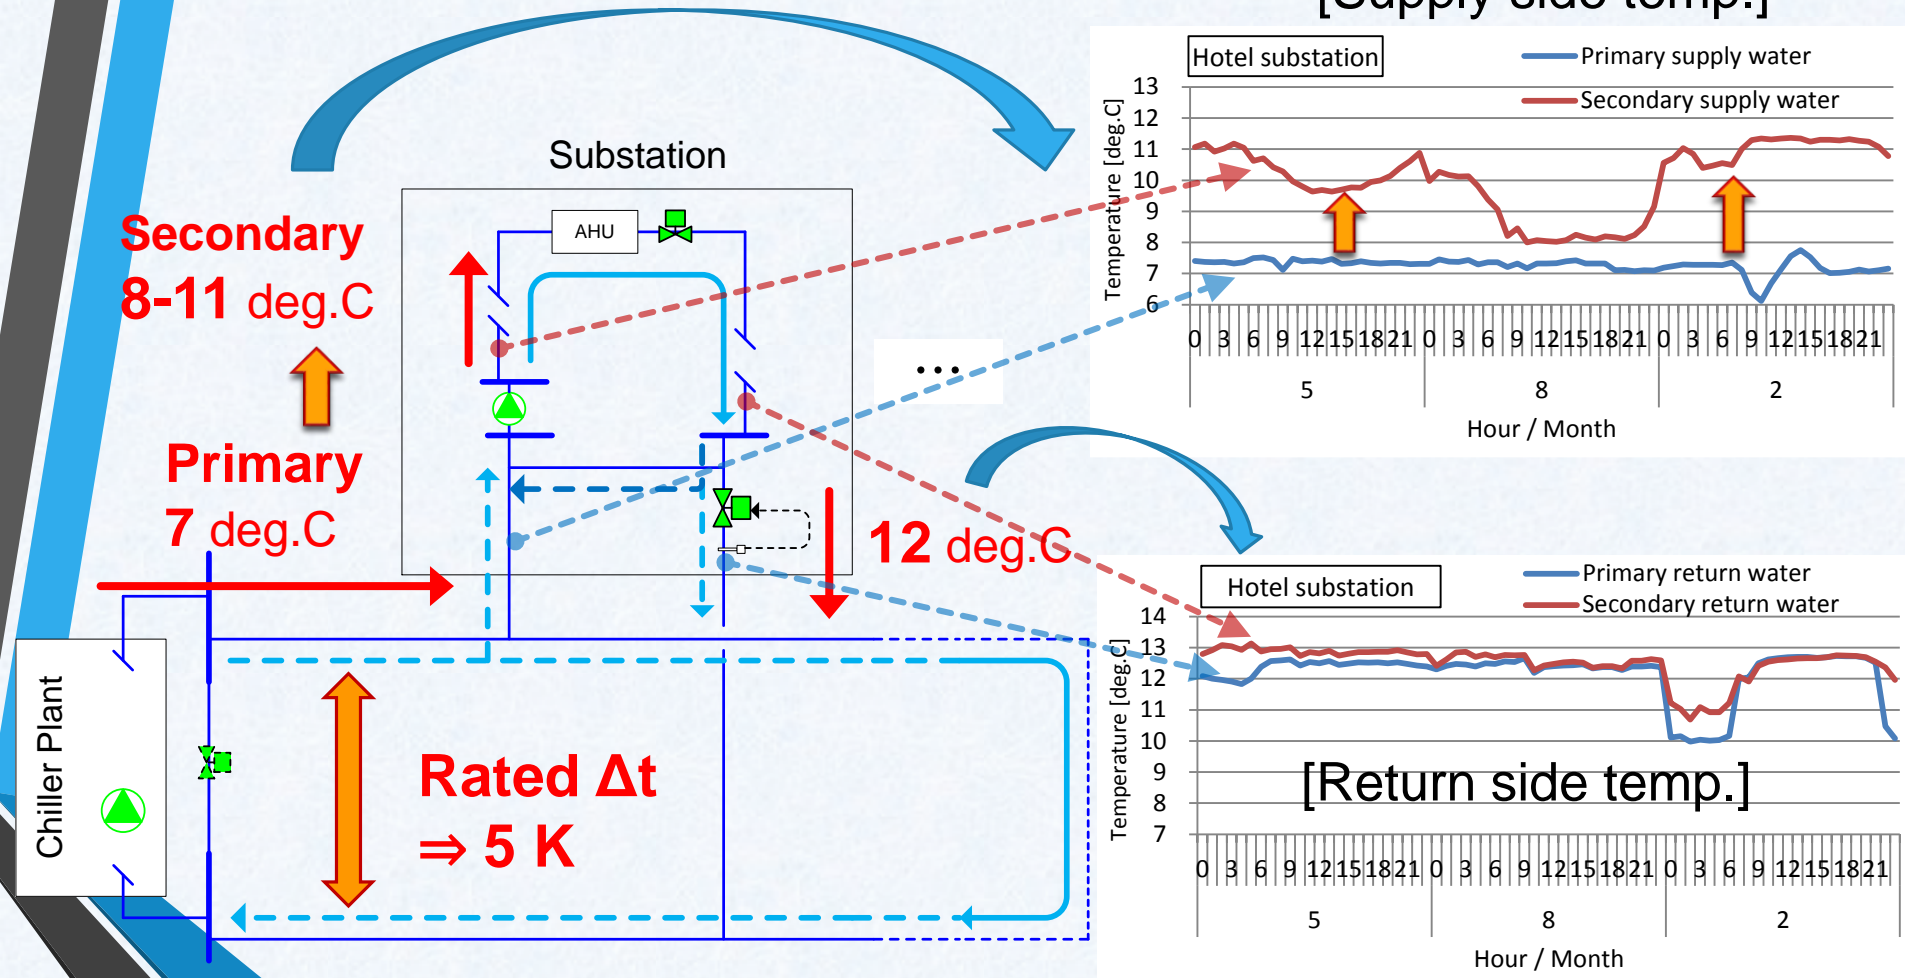 [Supply side temp.]
Hotel substation
Primary supply water
Secondary supply water
Temperature [deg.C]
13
12
11
10
9
8
7
6
0 3 6 9 12 15 18 21 0 3 6 9 12 15 18 21 0 3 6 9 12 15 18 21
5 8 2
Hour / Month
Substation
AHU
Secondary
8-11 deg.C
Primary
7 deg.C
...
12 deg.C
Chiller Plant
Rated Δt
⇒ 5 K
Hotel substation
Primary return water
Secondary return water
Temperature [deg.C]
14
13
12
11
10
9
8
7
[Return side temp.]
0 3 6 9 12 15 18 21 0 3 6 9 12 15 18 21 0 3 6 9 12 15 18 21
5 8 2
Hour / Month